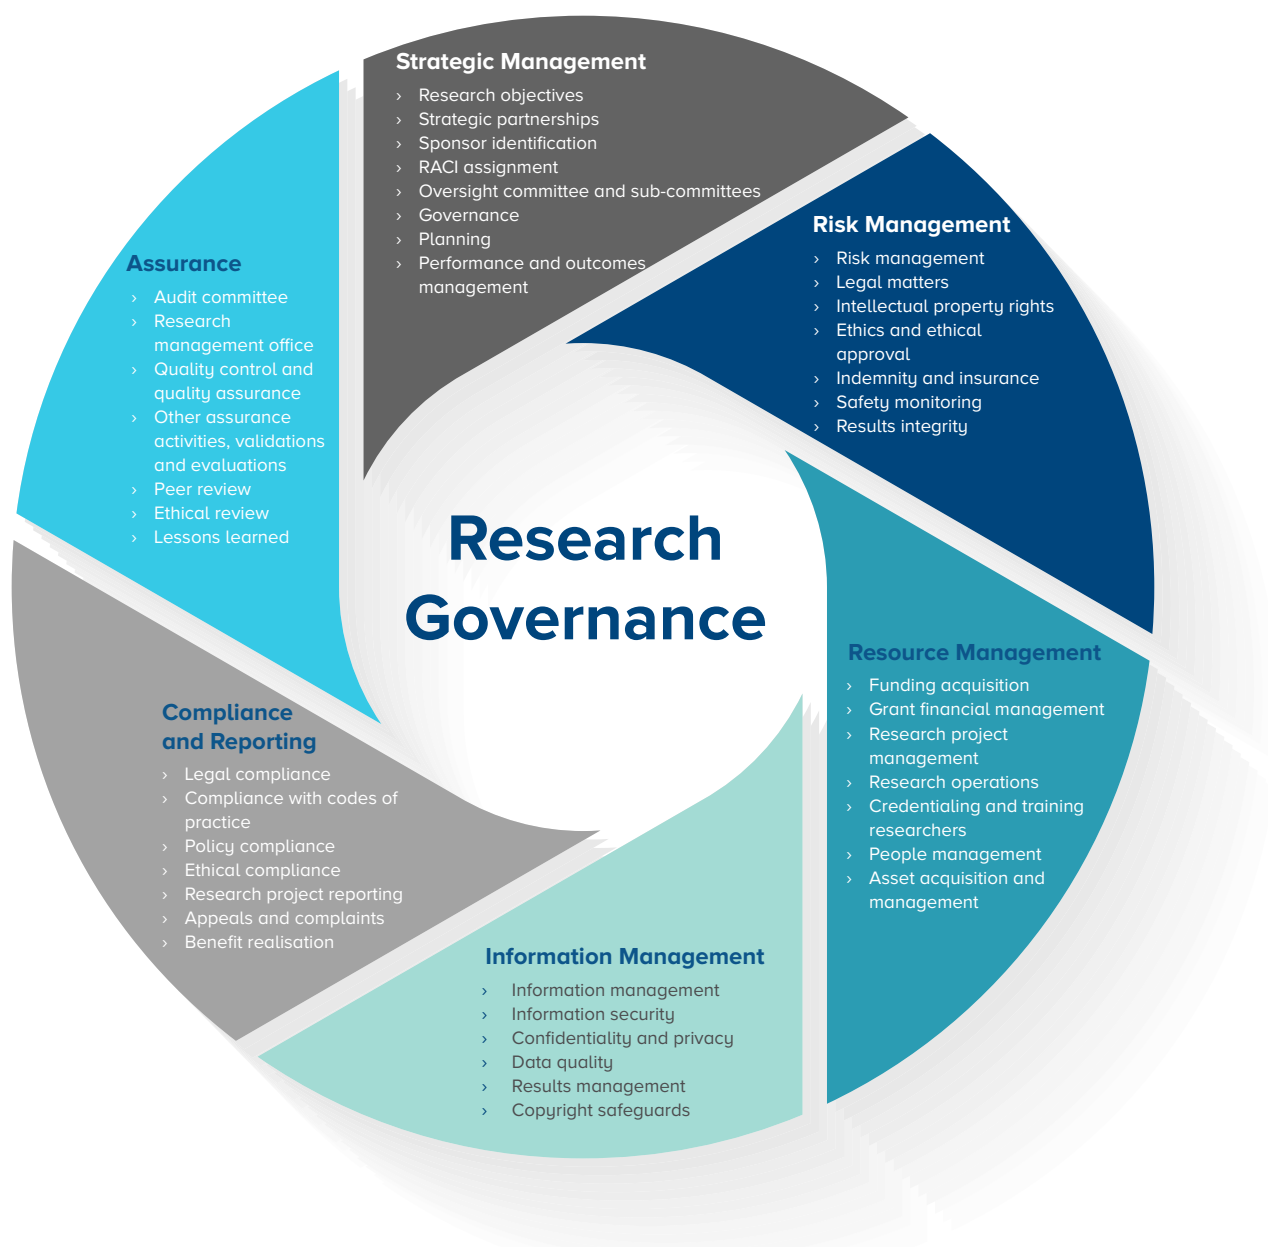 Strategic Management
› Research objectives
› Strategic partnerships
› Sponsor identification
› RACI assignment
› Oversight committee and sub-committees
› Governance
› Planning
› Performance and outcomes
management
Risk Management
› Risk management
› Legal matters
› Intellectual property rights
› Ethics and ethical
approval
› Indemnity and insurance
› Safety monitoring
› Results integrity
Resource Management
› Funding acquisition
› Grant financial management
› Research project
management
› Research operations
› Credentialing and training
researchers
› People management
› Asset acquisition and
management
Information Management
› Information management
› Information security
› Confidentiality and privacy
› Data quality
› Results management
› Copyright safeguards
Compliance
and Reporting
› Legal compliance
› Compliance with codes of
practice
› Policy compliance
› Ethical compliance
› Research project reporting
› Appeals and complaints
› Benefit realisation
Assurance
› Audit committee
› Research
management office
› Quality control and
quality assurance
› Other assurance
activities, validations
and evaluations
› Peer review
› Ethical review
› Lessons learned
Research
Governance